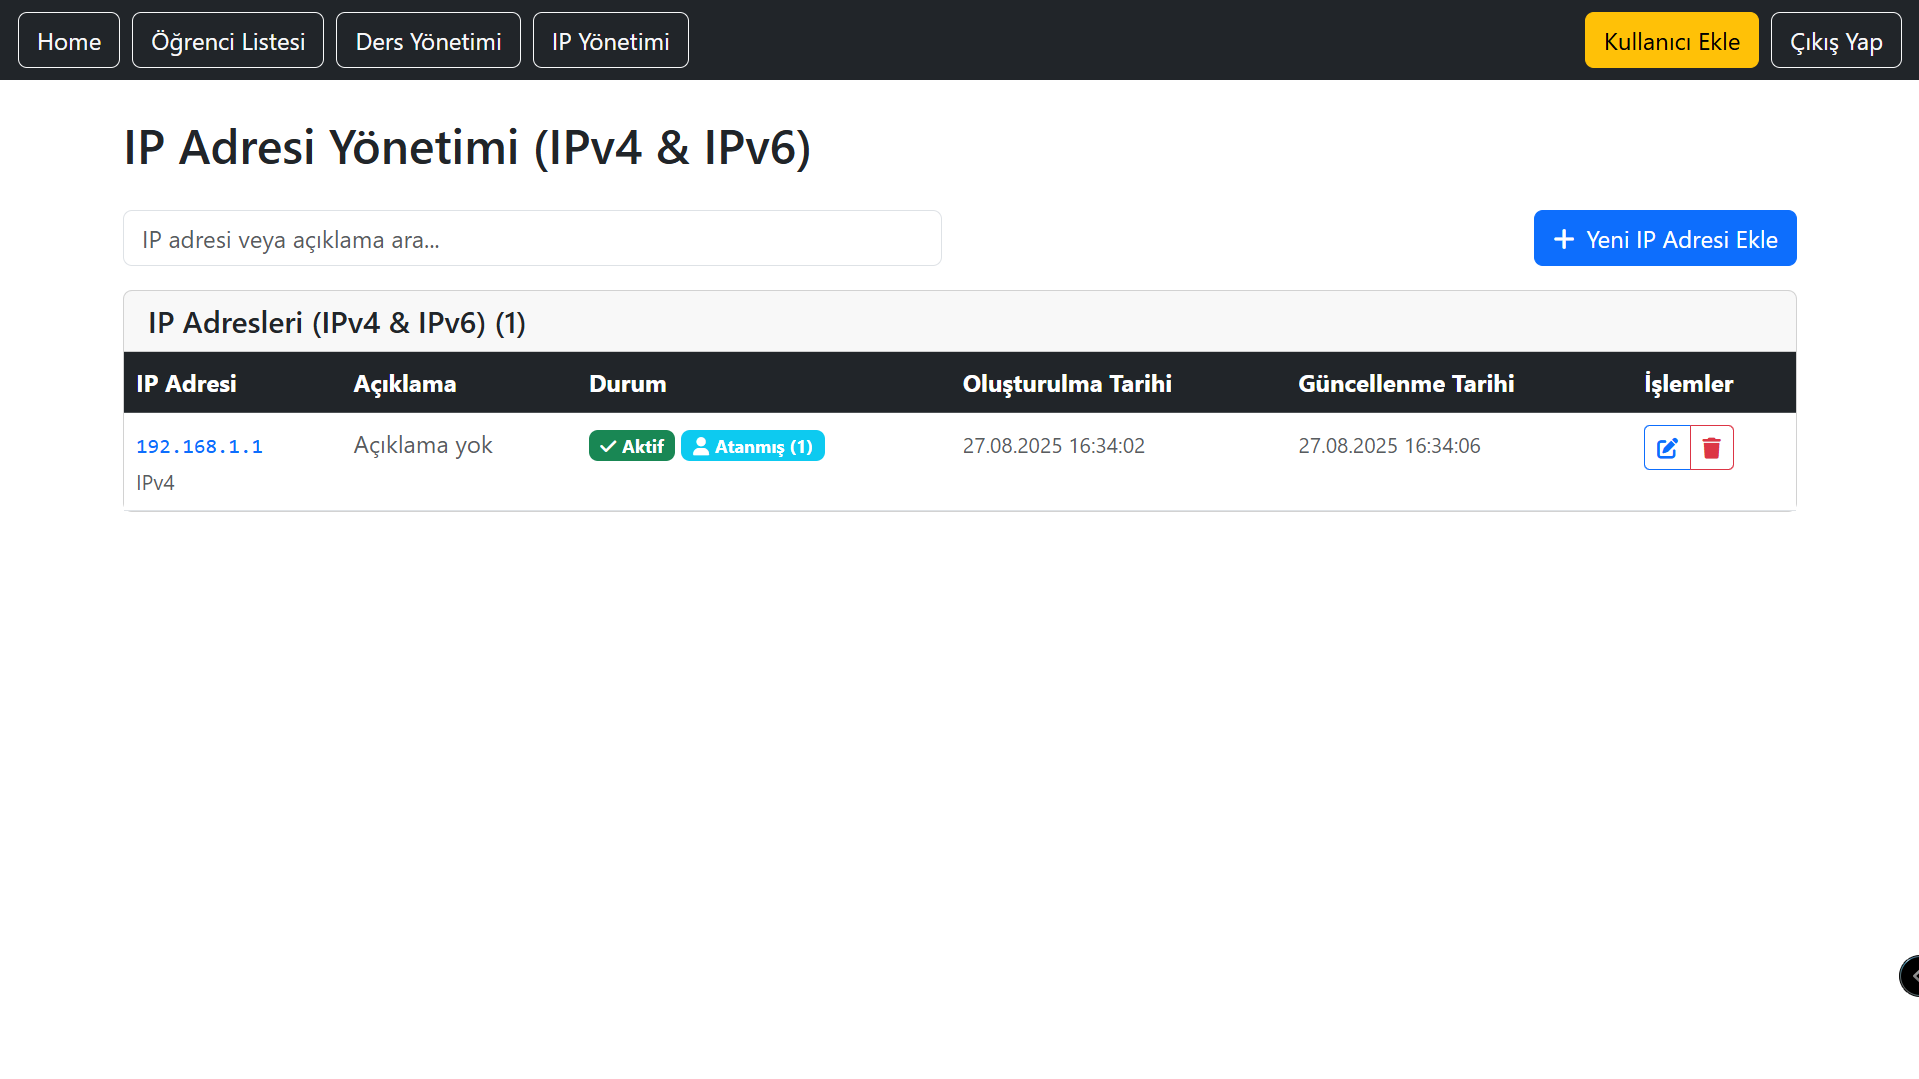 Home Öğrenci Listesi Ders Yönetimi IP Yönetimi Kullanıcı Ekle Çıkış Yap
IP Adresi Yönetimi (IPv4 & IPv6)
IP adresi veya açıklama ara... Yeni IP Adresi Ekle
IP Adresleri (IPv4 & IPv6) (1)
IP Adresi Açıklama Durum Oluşturulma Tarihi Güncellenme Tarihi İşlemler
192.168.1.1 Açıklama yok Aktif Atanmış (1) 27.08.2025 16:34:02 27.08.2025 16:34:06
IPv4